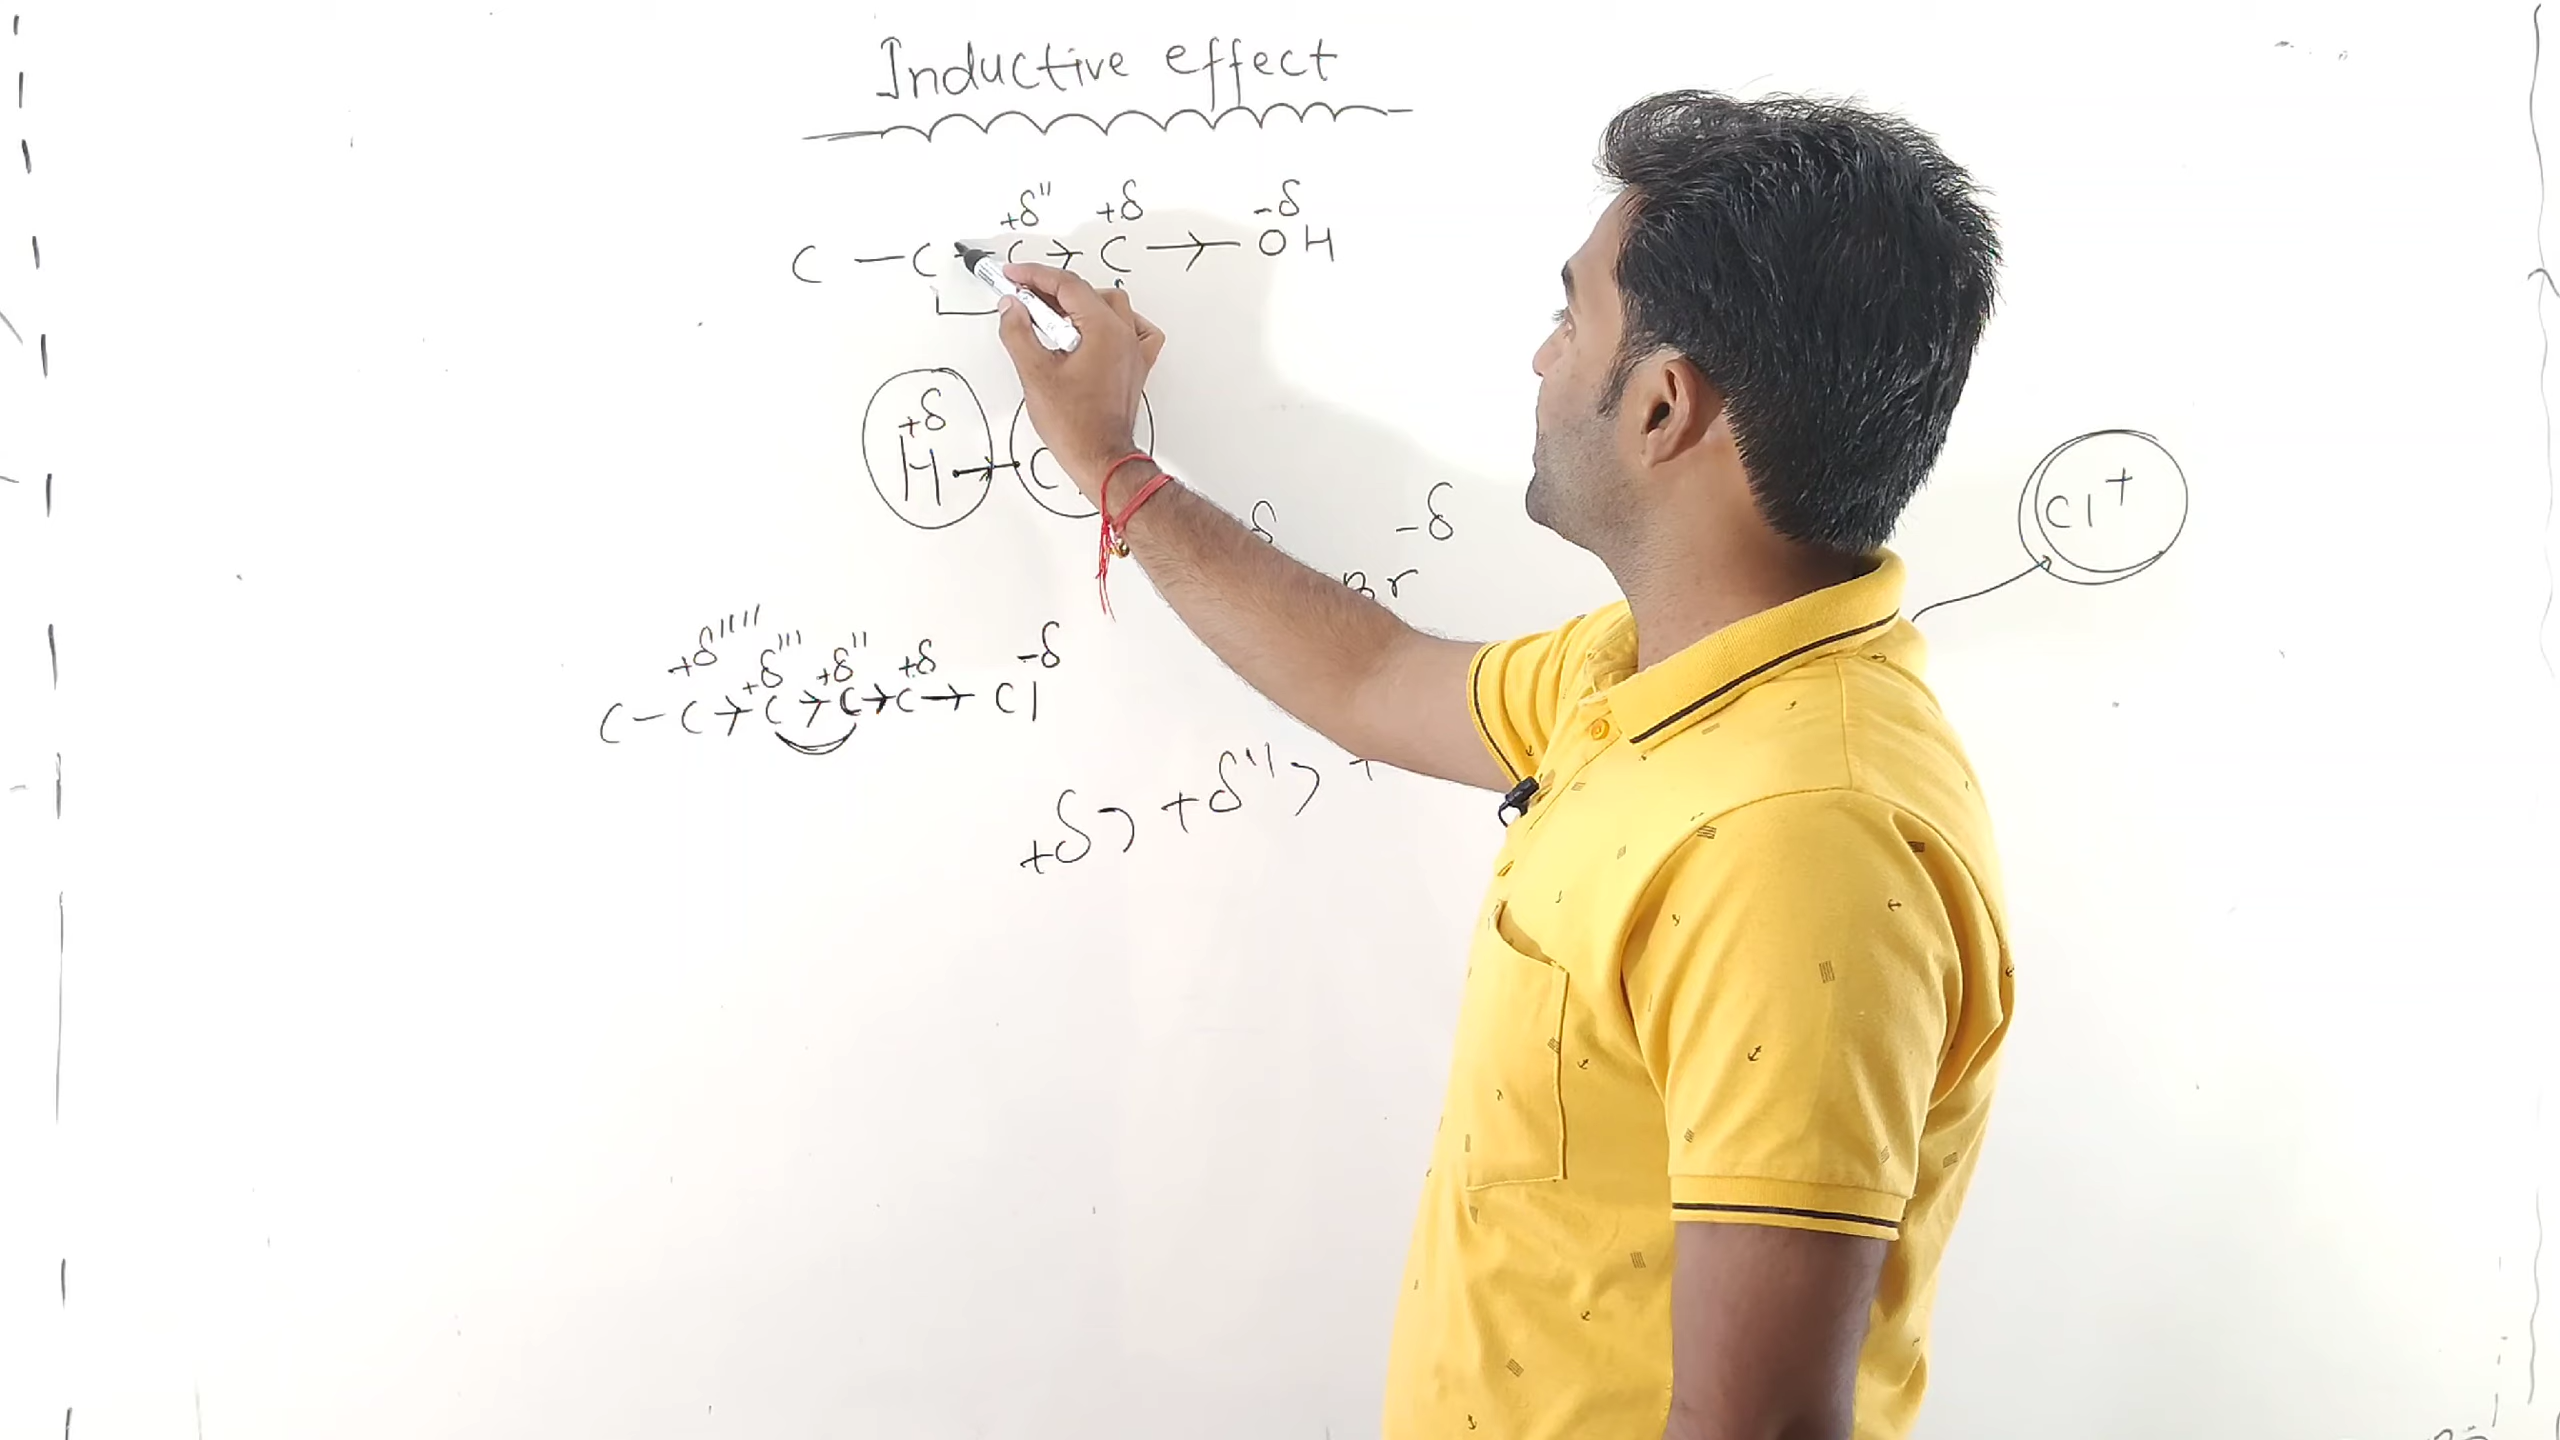 Inductive effect
+δ" +δ -δ
C - C - C → C → OH
+δ
H → C
δ -δ
Br
Cl+
+δ"" +δ''' +δ" +δ -δ
C - C → C → C → C → Cl
+δ > +δ" > +